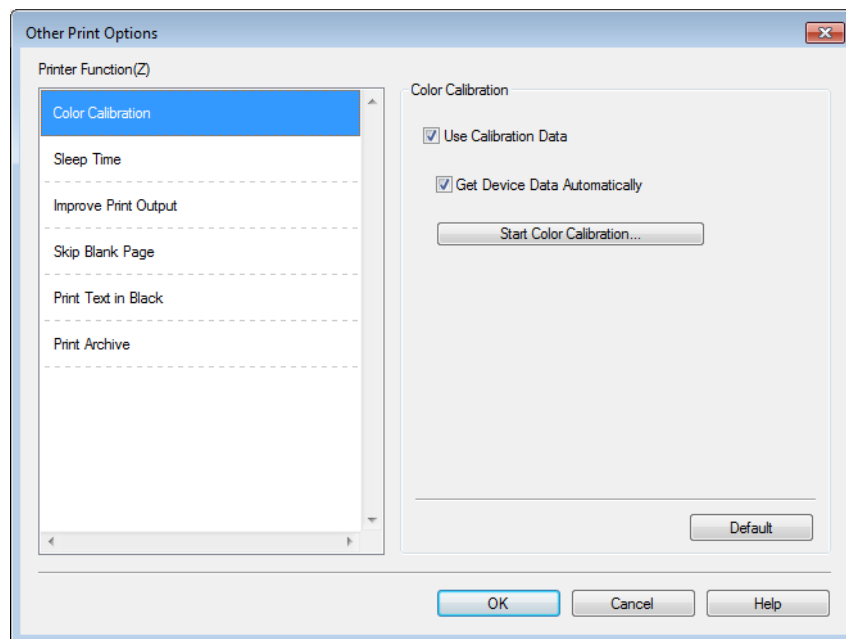 Other Print Options
Printer Function(Z)
Color Calibration
Sleep Time
Improve Print Output
Skip Blank Page
Print Text in Black
Print Archive
Color Calibration
Use Calibration Data
Get Device Data Automatically
Start Color Calibration...
Default
OK
Cancel
Help